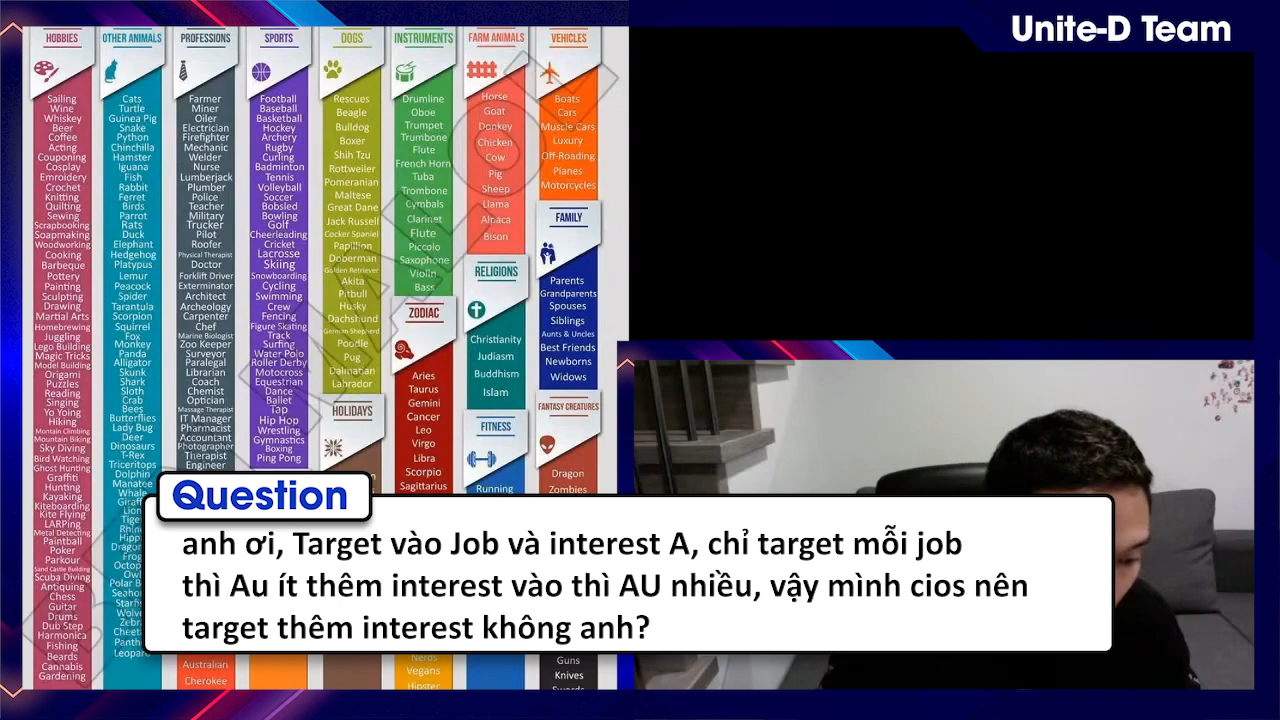 Unite-D Team
HOBBIES
Sailing
Wine
Whiskey
Beer
Coffee
Acting
Couponing
Cosplay
Emroidery
Crochet
Knitting
Quilting
Sewing
Scrapbooking
Soapmaking
Woodworking
Cooking
Barbeque
Pottery
Painting
Sculpting
Drawing
Martial Arts
Homebrewing
Juggling
Lego Building
Magic Tricks
Model Building
Origami
Puzzles
Reading
Singing
Yo Yoing
Hiking
Montain Climbing
Mountain Biking
Sky Diving
Bird Watching
Ghost Hunting
Graffiti
Hunting
Kayaking
Kiteboarding
Kite Flying
LARPing
Metal Detecting
Paintball
Poker
Parkour
Sand Castle Building
Scuba Diving
Antiquing
Chess
Guitar
Drums
Dub Step
Harmonica
Fishing
Beards
Cannabis
Gardening
OTHER ANIMALS
Cats
Turtle
Guinea Pig
Snake
Python
Chinchilla
Hamster
Iguana
Fish
Rabbit
Ferret
Birds
Parrot
Rats
Duck
Elephant
Hedgehog
Platypus
Lemur
Peacock
Spider
Tarantula
Scorpion
Squirrel
Fox
Monkey
Panda
Alligator
Skunk
Shark
Sloth
Crab
Bees
Butterflies
Lady Bug
Deer
Dinosaurs
T-Rex
Triceritops
Dolphin
PROFESSIONS
Farmer
Miner
Oiler
Electrician
Firefighter
Mechanic
Welder
Nurse
Lumberjack
Plumber
Police
Teacher
Military
Trucker
Pilot
Roofer
Physical Therapist
Doctor
Forklift Driver
Exterminator
Architect
Archeology
Carpenter
Chef
Marine Biologist
Zoo Keeper
Surveyor
Paralegal
Librarian
Coach
Chemist
Optician
Massage Therapist
IT Manager
Pharmacist
Accountant
Photographer
Therapist
Engineer
Australian
Cherokee
SPORTS
Football
Baseball
Basketball
Hockey
Archery
Rugby
Curling
Badminton
Tennis
Volleyball
Soccer
Bobsled
Bowling
Golf
Cheerleading
Cricket
Lacrosse
Skiing
Snowboarding
Cycling
Swimming
Crew
Fencing
Figure Skating
Track
Surfing
Water Polo
Roller Derby
Motocross
Equestrian
Dance
Ballet
Tap
Hip Hop
Wrestling
Gymnastics
Boxing
Ping Pong
DOGS
Rescues
Beagle
Bulldog
Boxer
Shih Tzu
Rottweiler
Pomeranian
Maltese
Great Dane
Jack Russell
Cocker Spaniel
Papillion
Doberman
Golden Retriever
Akita
Pitbull
Husky
Dachshund
German Shepherd
Poodle
Pug
Dalmatian
Labrador
HOLIDAYS
INSTRUMENTS
Drumline
Oboe
Trumpet
Trumbone
Flute
French Horn
Tuba
Trombone
Cymbals
Clarinet
Flute
Piccolo
Saxophone
Violin
Bass
ZODIAC
Aries
Taurus
Gemini
Cancer
Leo
Virgo
Libra
Scorpio
Sagittarius
Nerds
Vegans
Hipster
FARM ANIMALS
Horse
Goat
Donkey
Chicken
Cow
Pig
Sheep
Llama
Alpaca
Bison
RELIGIONS
Christianity
Judiasm
Buddhism
Islam
FITNESS
Running
VEHICLES
Boats
Cars
Muscle Cars
Luxury
Off-Roading
Planes
Motorcycles
FAMILY
Parents
Grandparents
Spouses
Siblings
Aunts & Uncles
Best Friends
Newborns
Widows
FANTASY CREATURES
Dragon
Zombies
Guns
Knives
Swords
Question
anh ơi, Target vào Job và interest A, chỉ target mỗi job
thì Au ít thêm interest vào thì AU nhiều, vậy mình cios nên
target thêm interest không anh?